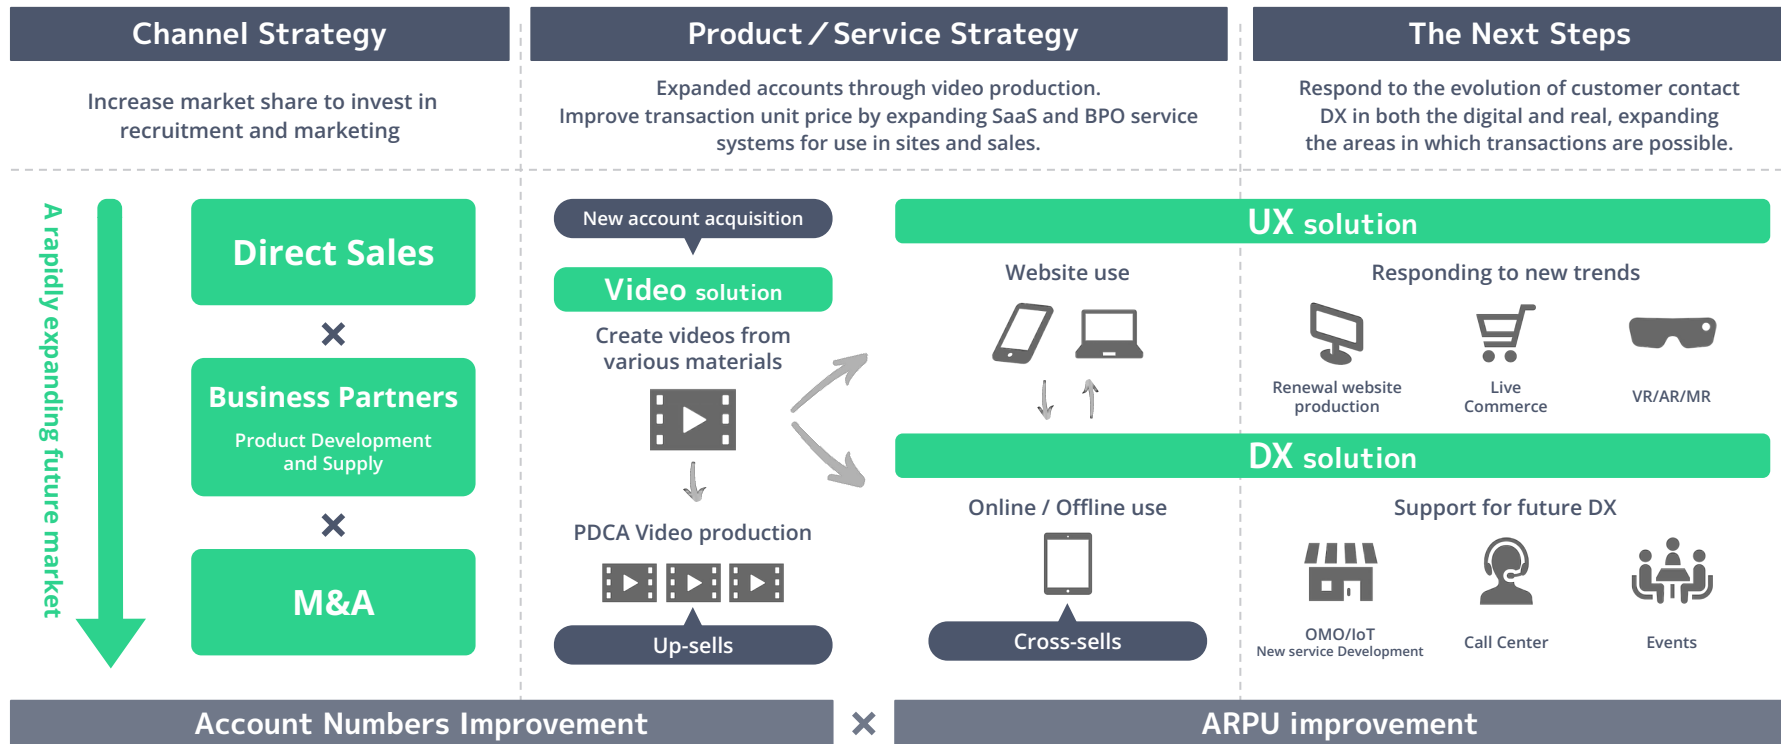 Channel Strategy
Increase market share to invest in
recruitment and marketing
A rapidly expanding future market
Direct Sales
×
Business Partners
Product Development
and Supply
×
M&A
Product／Service Strategy
Expanded accounts through video production.
Improve transaction unit price by expanding SaaS and BPO service
systems for use in sites and sales.
New account acquisition
Video solution
Create videos from
various materials
PDCA Video production
Up-sells
The Next Steps
Respond to the evolution of customer contact
DX in both the digital and real, expanding
the areas in which transactions are possible.
UX solution
Website use
Responding to new trends
Renewal website
production
Live
Commerce
VR/AR/MR
DX solution
Online / Offline use
Cross-sells
Support for future DX
OMO/IoT
New service Development
Call Center
Events
Account Numbers Improvement
×
ARPU improvement